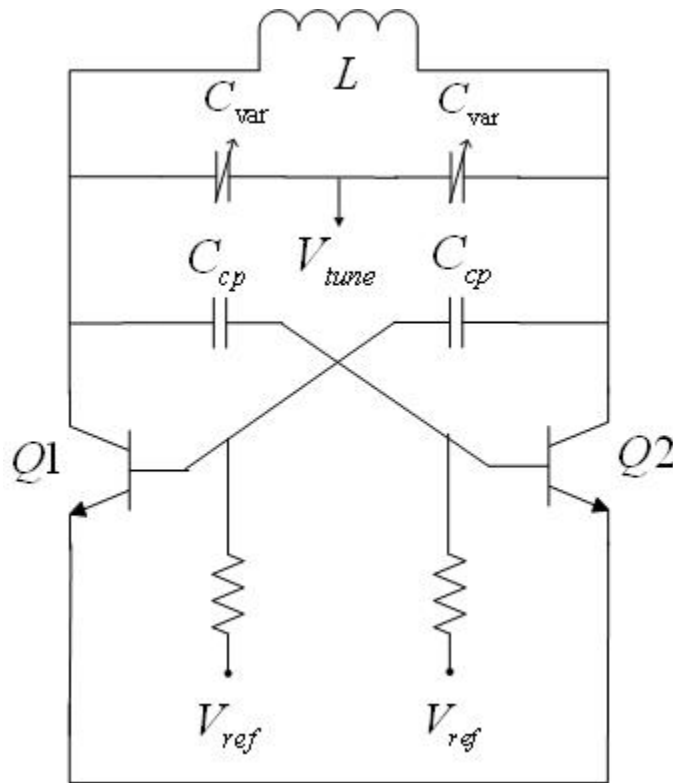 L
C_var C_var
C_cp V_tune C_cp
Q1 Q2
V_ref V_ref